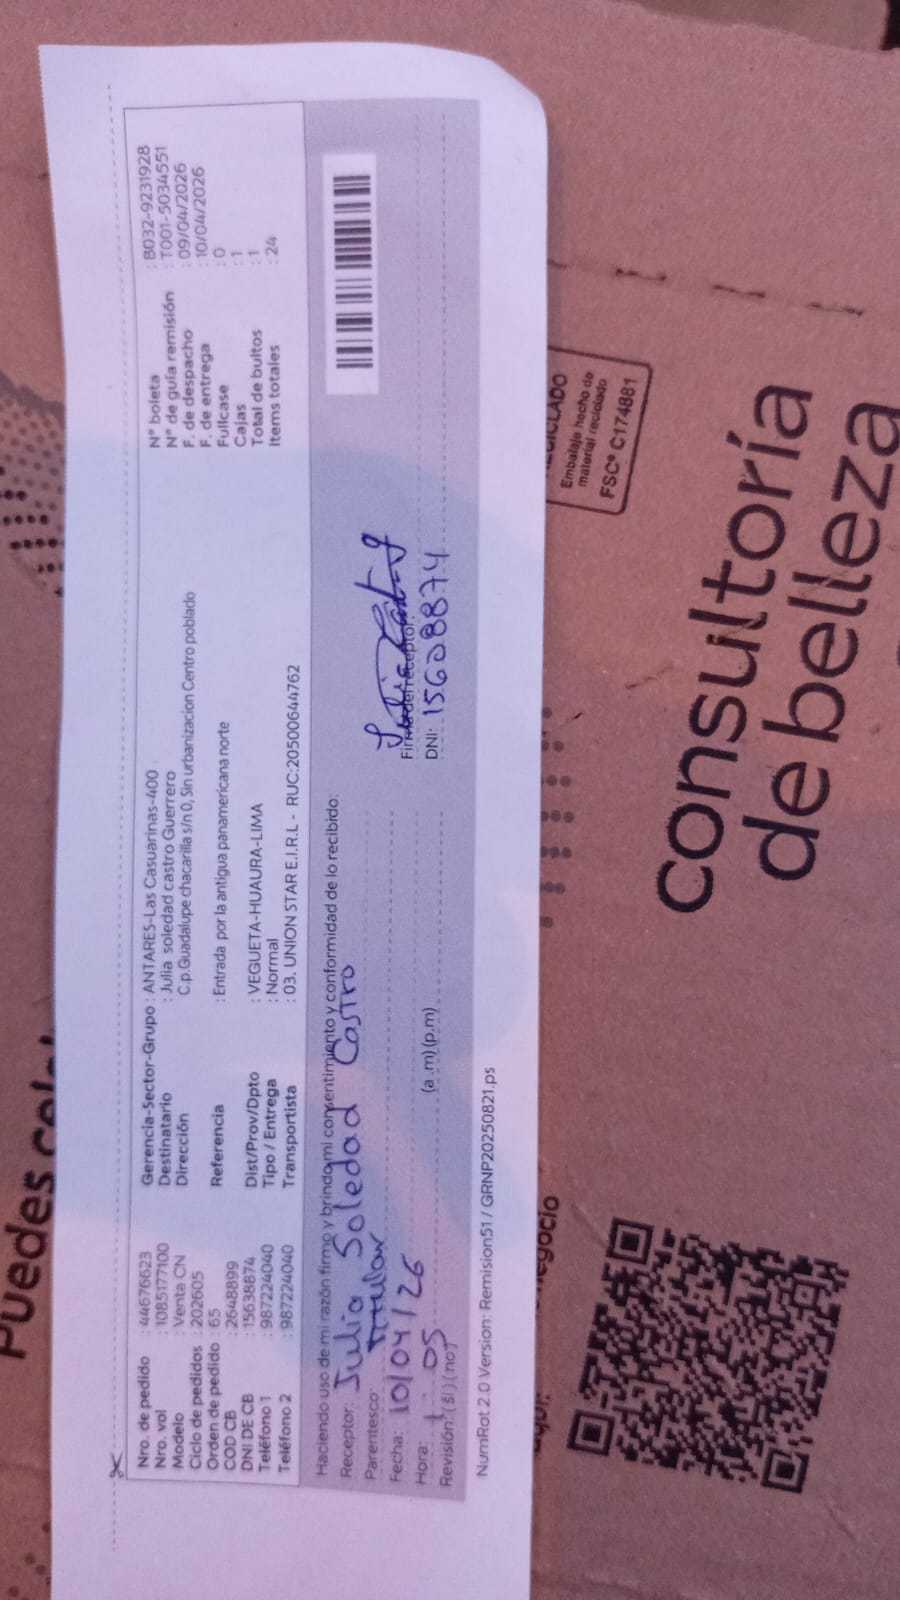 Nro. de pedido : 44676623
Nro. vol : 1085177100
Modelo : Venta CN
Ciclo de pedidos : 202605
Orden de pedido : 65
COD CB : 2648899
DNI DE CB : 15638874
Teléfono 1 : 987224040
Teléfono 2 : 987224040
Gerencia-Sector-Grupo : ANTARES-Las Casuarinas-400
Destinatario : Julia soledad castro Guerrero
Dirección C.p.Guadalupe chacarilla s/n 0, Sin urbanizacion Centro poblado
Referencia : Entrada por la antigua panamericana norte
Dist/Prov/Dpto : VEGUETA-HUAURA-LIMA
Tipo / Entrega : Normal
Transportista : 03. UNION STAR E.I.R.L - RUC:20500644762
N° boleta : B032-9231928
N° de guía remisión : T001-5034551
F. de despacho : 09/04/2026
F. de entrega : 10/04/2026
Fullcase : 0
Cajas : 1
Total de bultos : 1
Items totales : 24
Haciendo uso de mi razón firmo y brindo mi consentimiento y conformidad de lo recibido:
Receptor: Julia Soledad Castro
Parentesco: titular
Fecha: 10/04/26
Hora: 1 05 (a .m) (p.m)
Revisión: (si) (no)
Firma del receptor:
DNI: 15608874
NumRot 2.0 Version: Remision51 / GRNP20250821.ps
Puedes
negocio
aquí:
RECICLADO
Embalaje hecho de
material reciclado
FSC® C174881
consultoría
de belleza